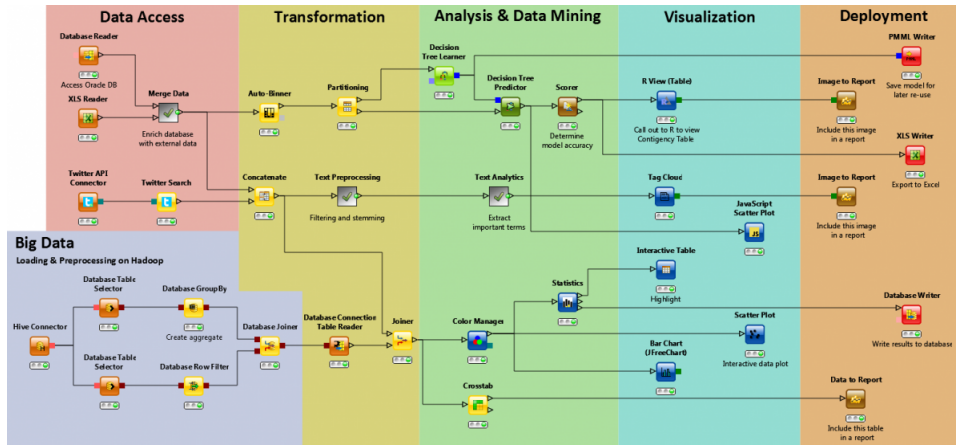 Data Access
Transformation
Analysis & Data Mining
Visualization
Deployment
Database Reader
Access Oracle DB
XLS Reader
Merge Data
Enrich database
with external data
Twitter API
Connector
Twitter Search
Auto-Binner
Partitioning
Concatenate
Text Preprocessing
Filtering and stemming
Decision
Tree Learner
Decision Tree
Predictor
Scorer
Determine
model accuracy
Text Analytics
Extract
important terms
R View (Table)
Call out to R to view
Contigency Table
Tag Cloud
JavaScript
Scatter Plot
JS
PMML Writer
Save model for
later re-use
Image to Report
Include this image
in a report
XLS Writer
Export to Excel
Image to Report
Include this image
in a report
Big Data
Loading & Preprocessing on Hadoop
Hive Connector
Database Table
Selector
Database GroupBy
Create aggregate
Database Table
Selector
Database Row Filter
Database Joiner
Database Connection
Table Reader
Joiner
Color Manager
Statistics
Crosstab
Interactive Table
Highlight
Scatter Plot
Interactive data plot
Bar Chart
(JFreeChart)
Database Writer
Write results to database
Data to Report
Include this table
in a report